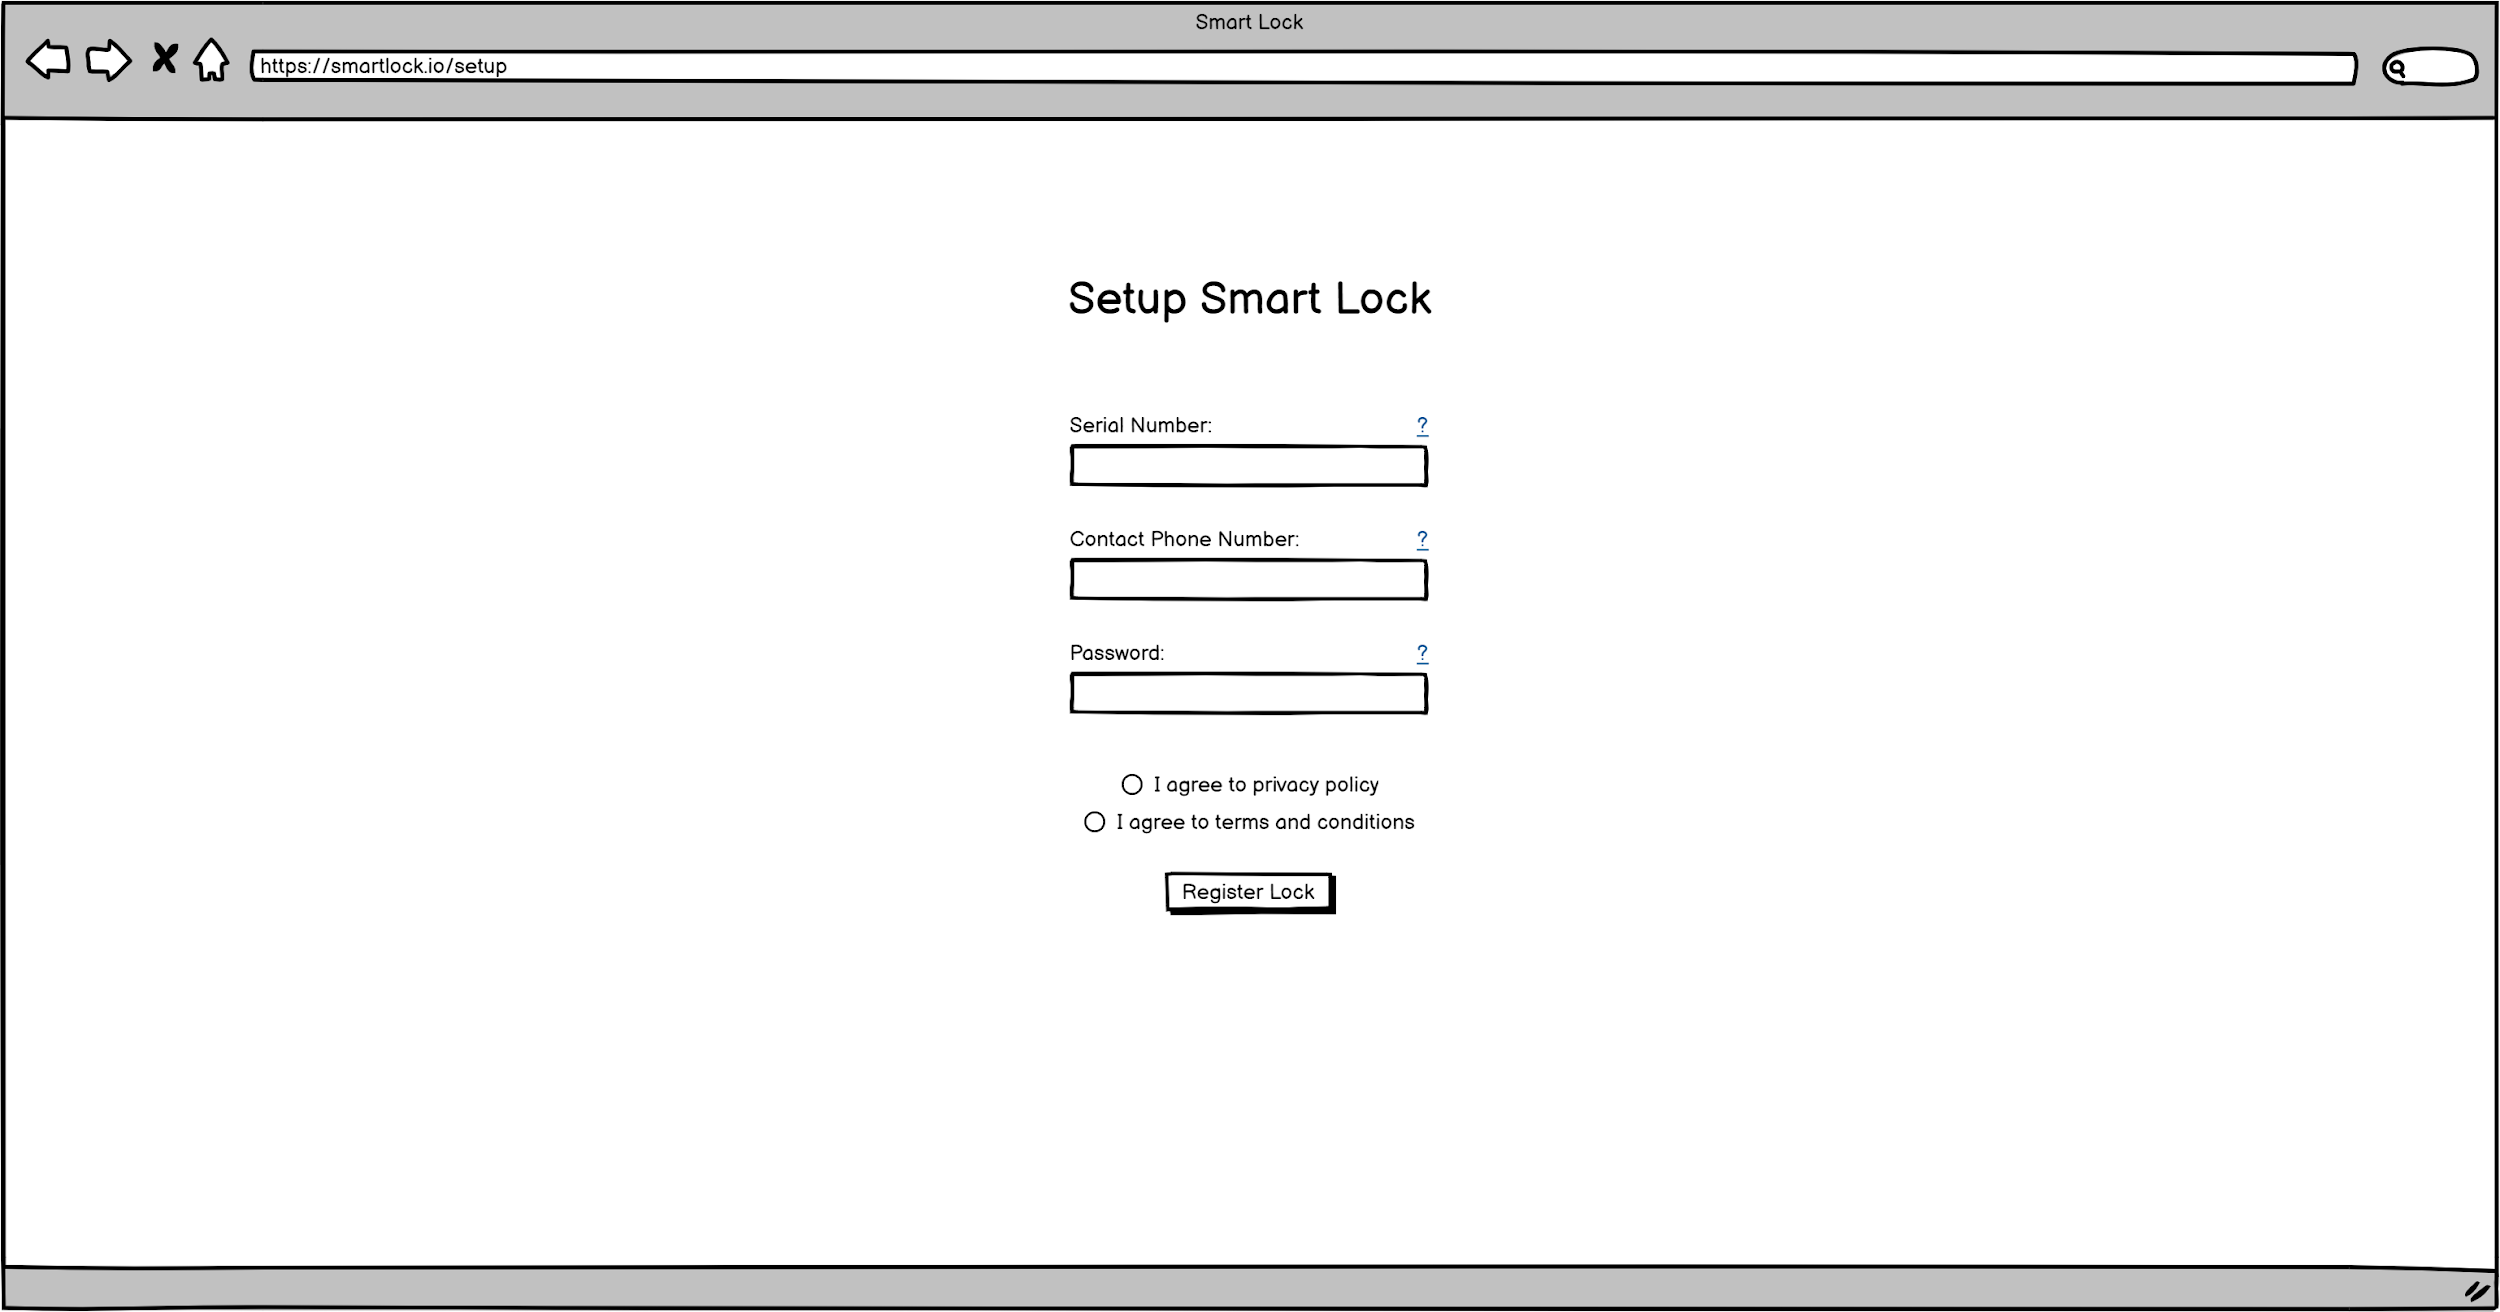 Smart Lock
https://smartlock.io/setup
Setup Smart Lock
Serial Number: ?
Contact Phone Number: ?
Password: ?
I agree to privacy policy
I agree to terms and conditions
Register Lock